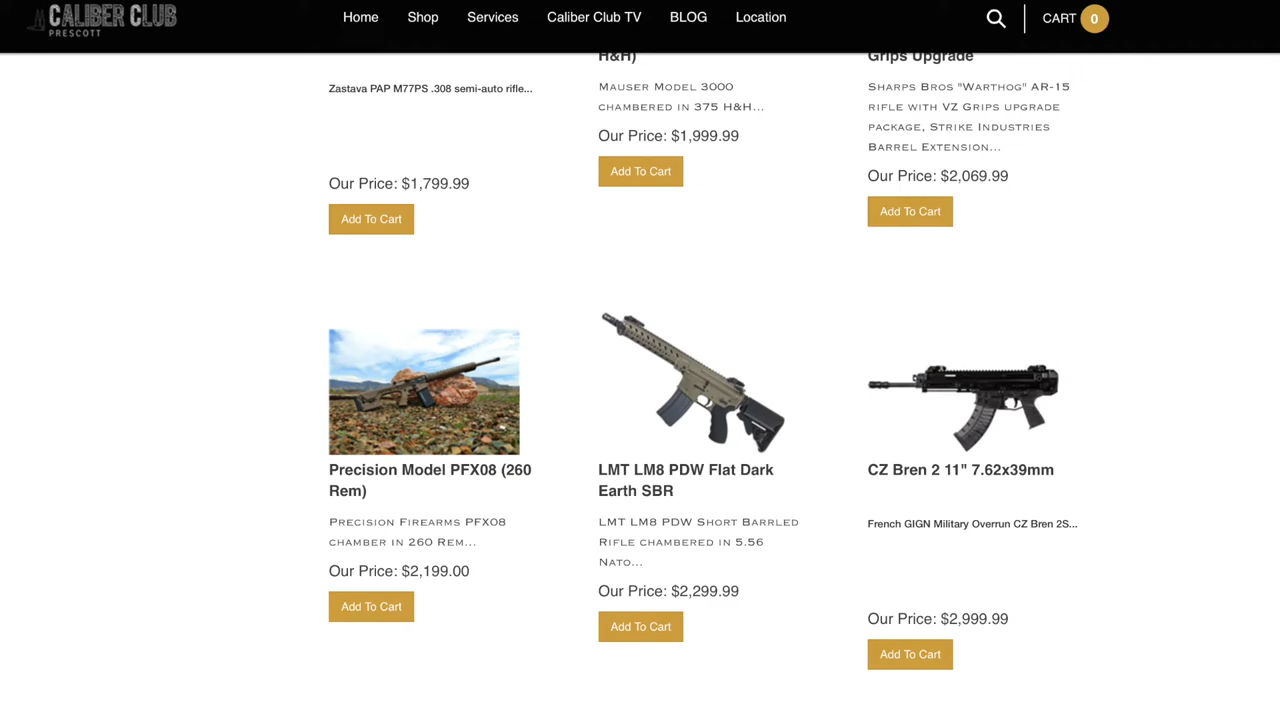 CALIBER CLUB
PRESCOTT
Home
Shop
Services
Caliber Club TV
BLOG
Location
CART 0
Zastava PAP M77PS .308 semi-auto rifle...
Our Price: $1,799.99
Add To Cart
H&H)
Mauser Model 3000
chambered in 375 H&H...
Our Price: $1,999.99
Add To Cart
Grips Upgrade
Sharps Bros "Warthog" AR-15
rifle with VZ Grips upgrade
package, Strike Industries
Barrel Extension...
Our Price: $2,069.99
Add To Cart
Precision Model PFX08 (260
Rem)
Precision Firearms PFX08
chamber in 260 Rem...
Our Price: $2,199.00
Add To Cart
LMT LM8 PDW Flat Dark
Earth SBR
LMT LM8 PDW Short Barrled
Rifle chambered in 5.56
Nato...
Our Price: $2,299.99
Add To Cart
CZ Bren 2 11" 7.62x39mm
French GIGN Military Overrun CZ Bren 2S...
Our Price: $2,999.99
Add To Cart